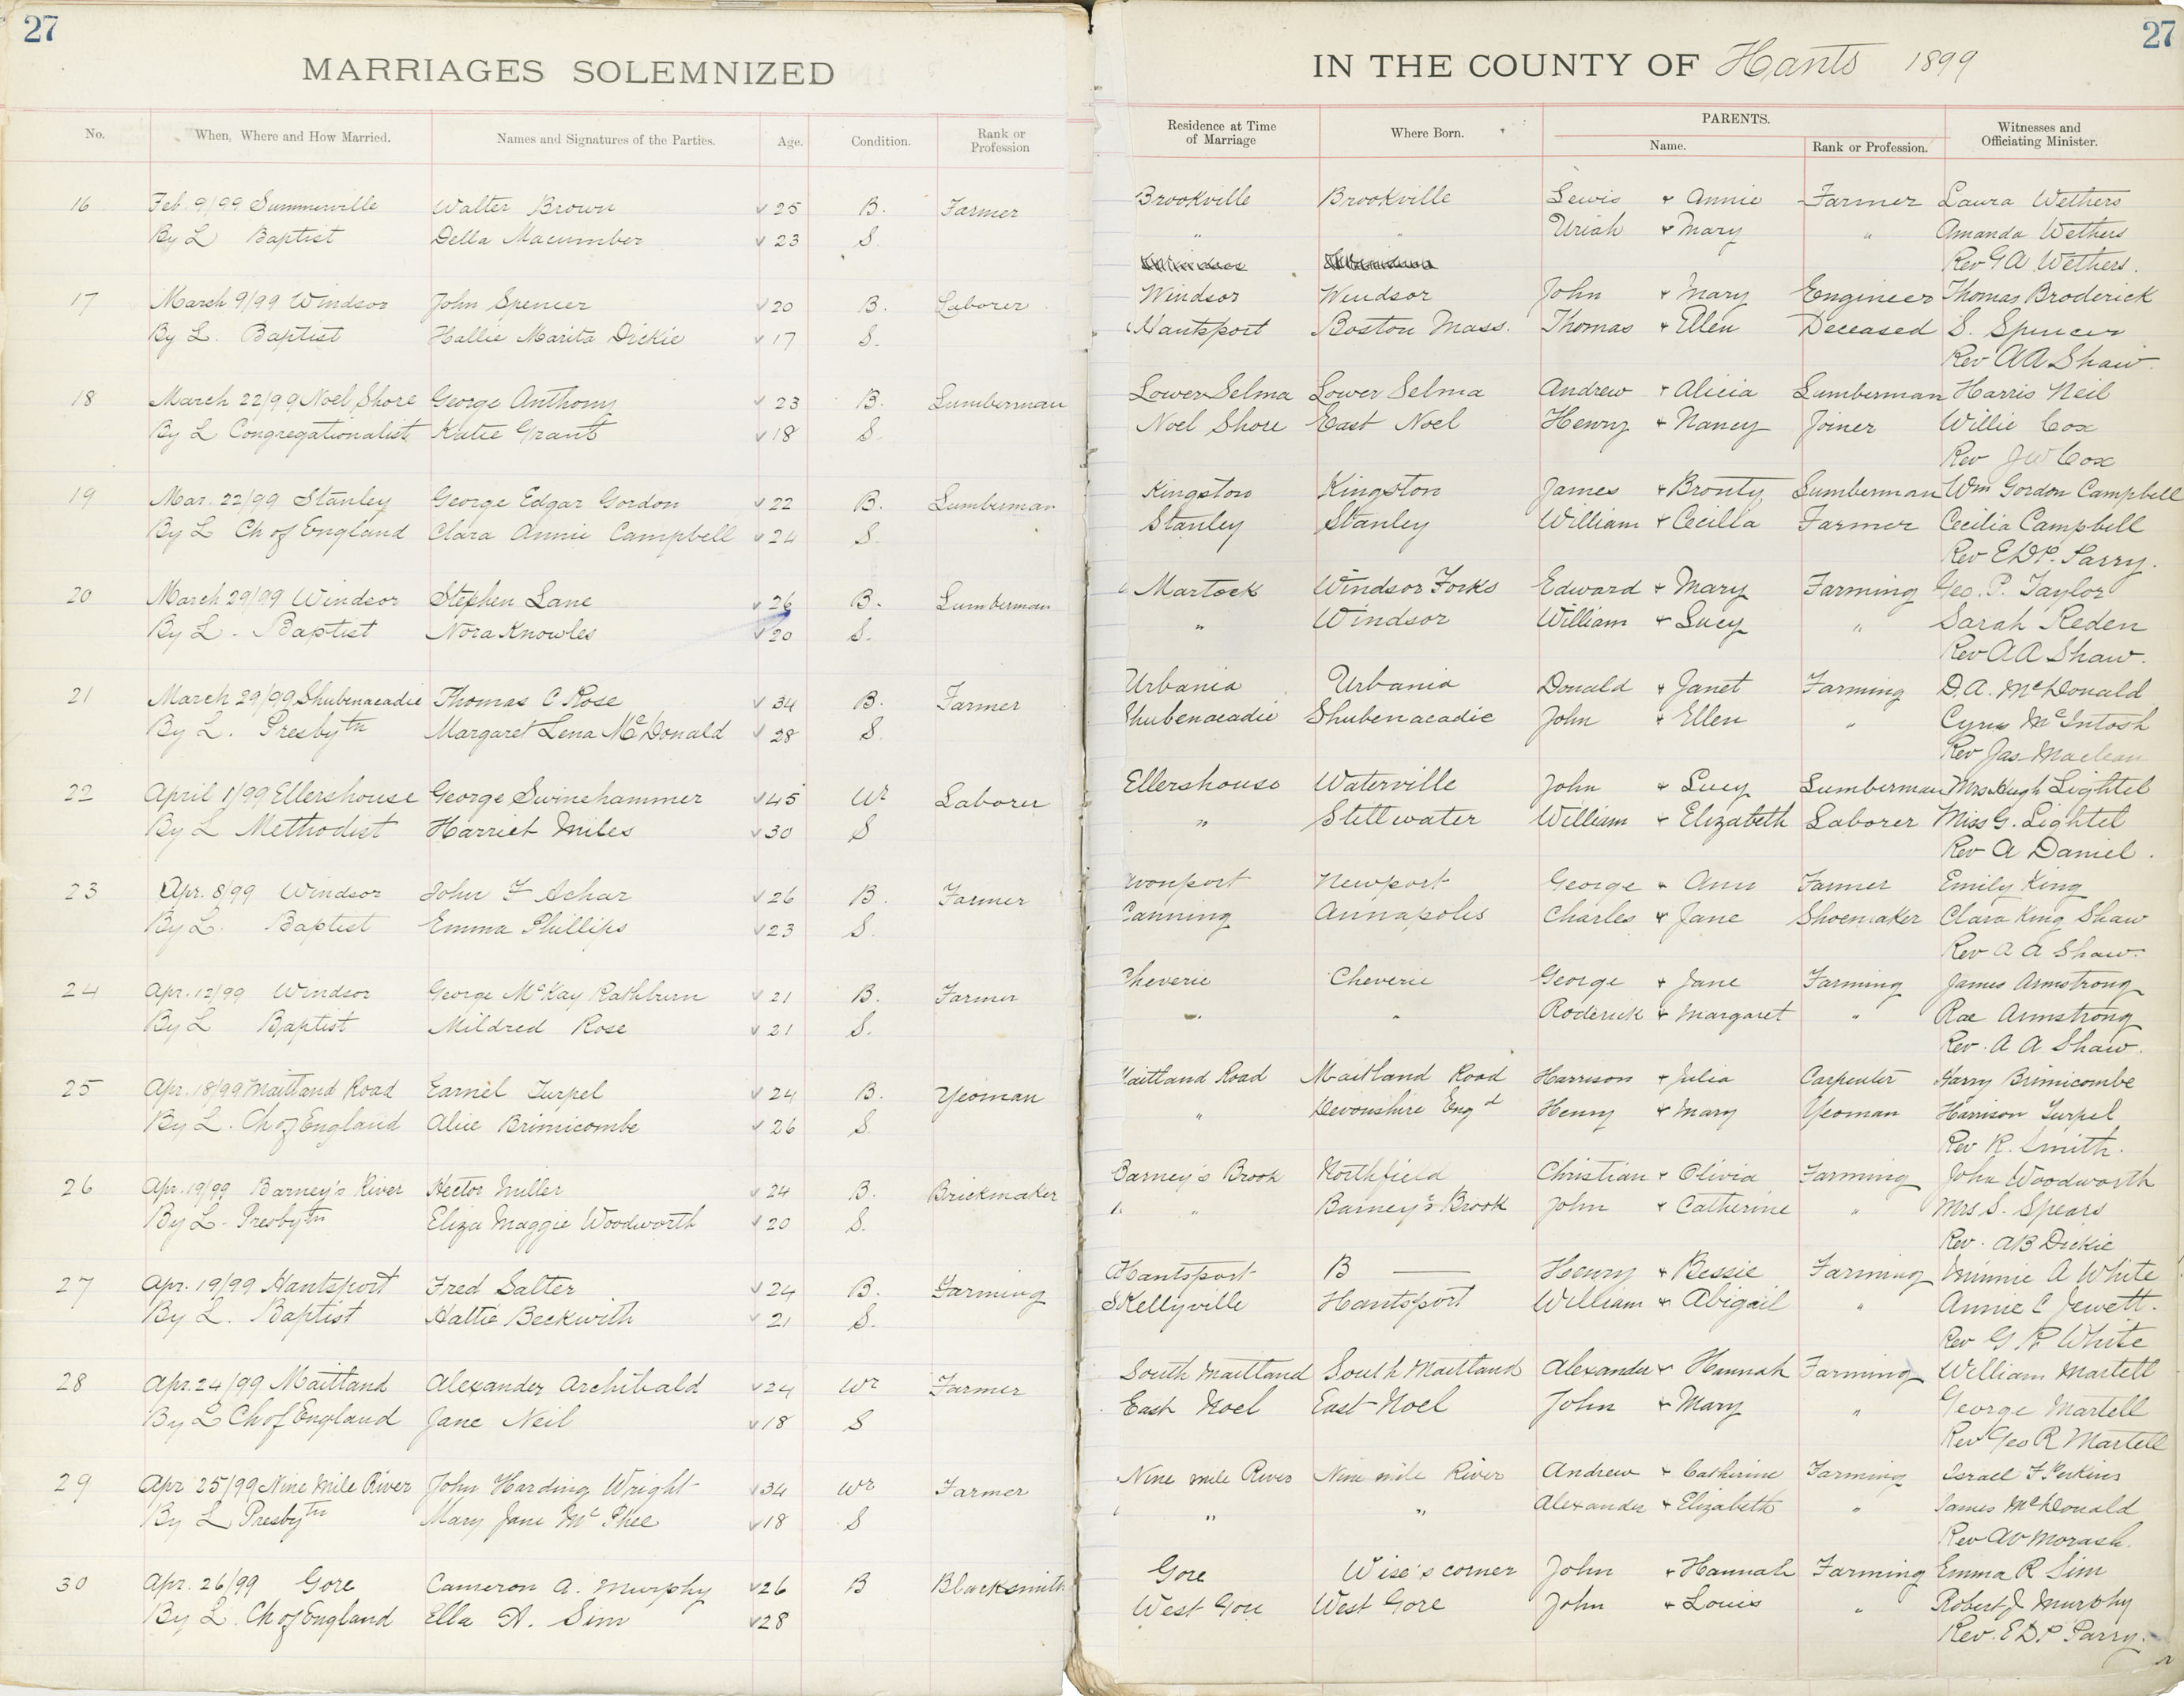 27
27
MARRIAGES SOLEMNIZED IN THE COUNTY OF Hants 1899
No. When, Where and How Married. Names and Signatures of the Parties. Age. Condition. Rank or Profession Residence at Time of Marriage Where Born. PARENTS. Name. Rank or Profession. Witnesses and Officiating Minister.
16 Feb. 9/99 Summerville Walter Brown 25 B. Farmer Brookville Brookville Lewis + Annie Farmer Laura Wethers
By L Baptist Della Macumber 23 S. " " Uriah + Mary " Amanda Wethers
Rev G A Wethers.
17 March 9/99 Windsor John Spencer 20 B. Laborer Windsor Windsor John + Mary Engineer Thomas Broderick
By L. Baptist Hallie Marita Dickie 17 S. Hantsport Boston Mass. Thomas + Ellen Deceased S. Spencer
Rev A A Shaw.
18 March 22/99 Noel Shore George Anthony 23 B. Lumberman Lower Selma Lower Selma Andrew + Alicia Lumberman Harris Neil
By L Congregationalist Katie Grant 18 S. Noel Shore East Noel Henry + Nancy Joiner Willie Cox
Rev J W Cox
19 Mar. 22/99 Stanley George Edgar Gordon 22 B. Lumberman Kingston Kingston James + Bronty Lumberman Wm Gordon Campbell
By L Ch of England Clara Annie Campbell 24 S Stanley Stanley William + Cecilia Farmer Cecilia Campbell
Rev E D P. Parry.
20 March 29/99 Windsor Stephen Lane 26 B. Lumberman Martock Windsor Forks Edward + Mary Farming Geo. P. Taylor
By L. Baptist Nora Knowles 20 S. " Windsor William + Lucy " Sarah Reden
Rev A A Shaw.
21 March 29/99 Shubenacadie Thomas C Rose 34 B. Farmer Urbania Urbania Donald + Janet Farming D. A. McDonald
By L. Presbytn Margaret Lena McDonald 28 S Shubenacadie Shubenacadie John + Ellen " Cyrus McIntosh
Rev Jas Maclean
22 April 1/99 Ellershouse George Swinehammer 45 Wr Laborer Ellershouse Waterville John + Lucy Lumberman Mrs Hugh Lightel
By L Methodist Harriet Miles 30 S " Stillwater William + Elizabeth Laborer Miss G. Lightel
Rev A Daniel.
23 Apr. 8/99 Windsor John F Achar 26 B. Farmer Avonport Newport George + Ann Farmer Emily King
By L. Baptist Emma Phillips 23 S. Canning Annapolis Charles + Jane Shoemaker Clara King Shaw
Rev A A Shaw.
24 Apr. 12/99 Windsor George McKay Rathburn 21 B. Farmer Cheverie Cheverie George + Jane Farming James Armstrong
By L Baptist Mildred Rose 21 S. " " Roderick + Margaret " Rae Armstrong
Rev. A A Shaw.
25 Apr. 18/99 Maitland Road Earnel Turpel 24 B. Yeoman Maitland Road Maitland Road Harrison + Julia Carpenter Harry Brimicombe
By L. Ch of England Alice Brimicombe 26 S. " Devonshire Engd Henry + Mary Yeoman Harrison Turpel
Rev R. Smith.
26 Apr. 19/99 Barney's River Hector Miller 24 B. Brickmaker Barney's Brook Northfield Christian + Olivia Farming John Woodworth
By L. Presbytn Eliza Maggie Woodworth 20 S. " " Barney's Brook John + Catherine " Mrs S. Spears
Rev. A B Dickie
27 Apr. 19/99 Hantsport Fred Salter 24 B. Farming Hantsport B — Henry + Bessie Farming Minnie A White
By L. Baptist Hattie Beckwith 21 S. SKellyville Hantsport William + Abigail " Annie C Jewett.
Rev G R White
28 Apr. 24/99 Maitland Alexander Archibald 24 Wr Farmer South Maitland South Maitland Alexander + Hannah Farming William Martell
By L Ch of England Jane Neil 18 S East Noel East Noel John + Mary " George Martell
Rev Geo R Martell
29 Apr 25/99 Nine Mile River John Harding Wright 34 Wr Farmer Nine mile River Nine mile River Andrew + Catherine Farming Israel F. Perkins
By L Presbytn Mary Jane McPhee 18 S " " Alexander + Elizabeth " James McDonald
Rev A V Morash.
30 Apr. 26/99 Gore Cameron A. Murphy 26 B Blacksmith Gore Wise's corner John + Hannah Farming Emma R Sim
By L. Ch of England Ella A. Sim 28 West Gore West Gore John + Louis " Robert J Murphy
Rev. E D P Parry.